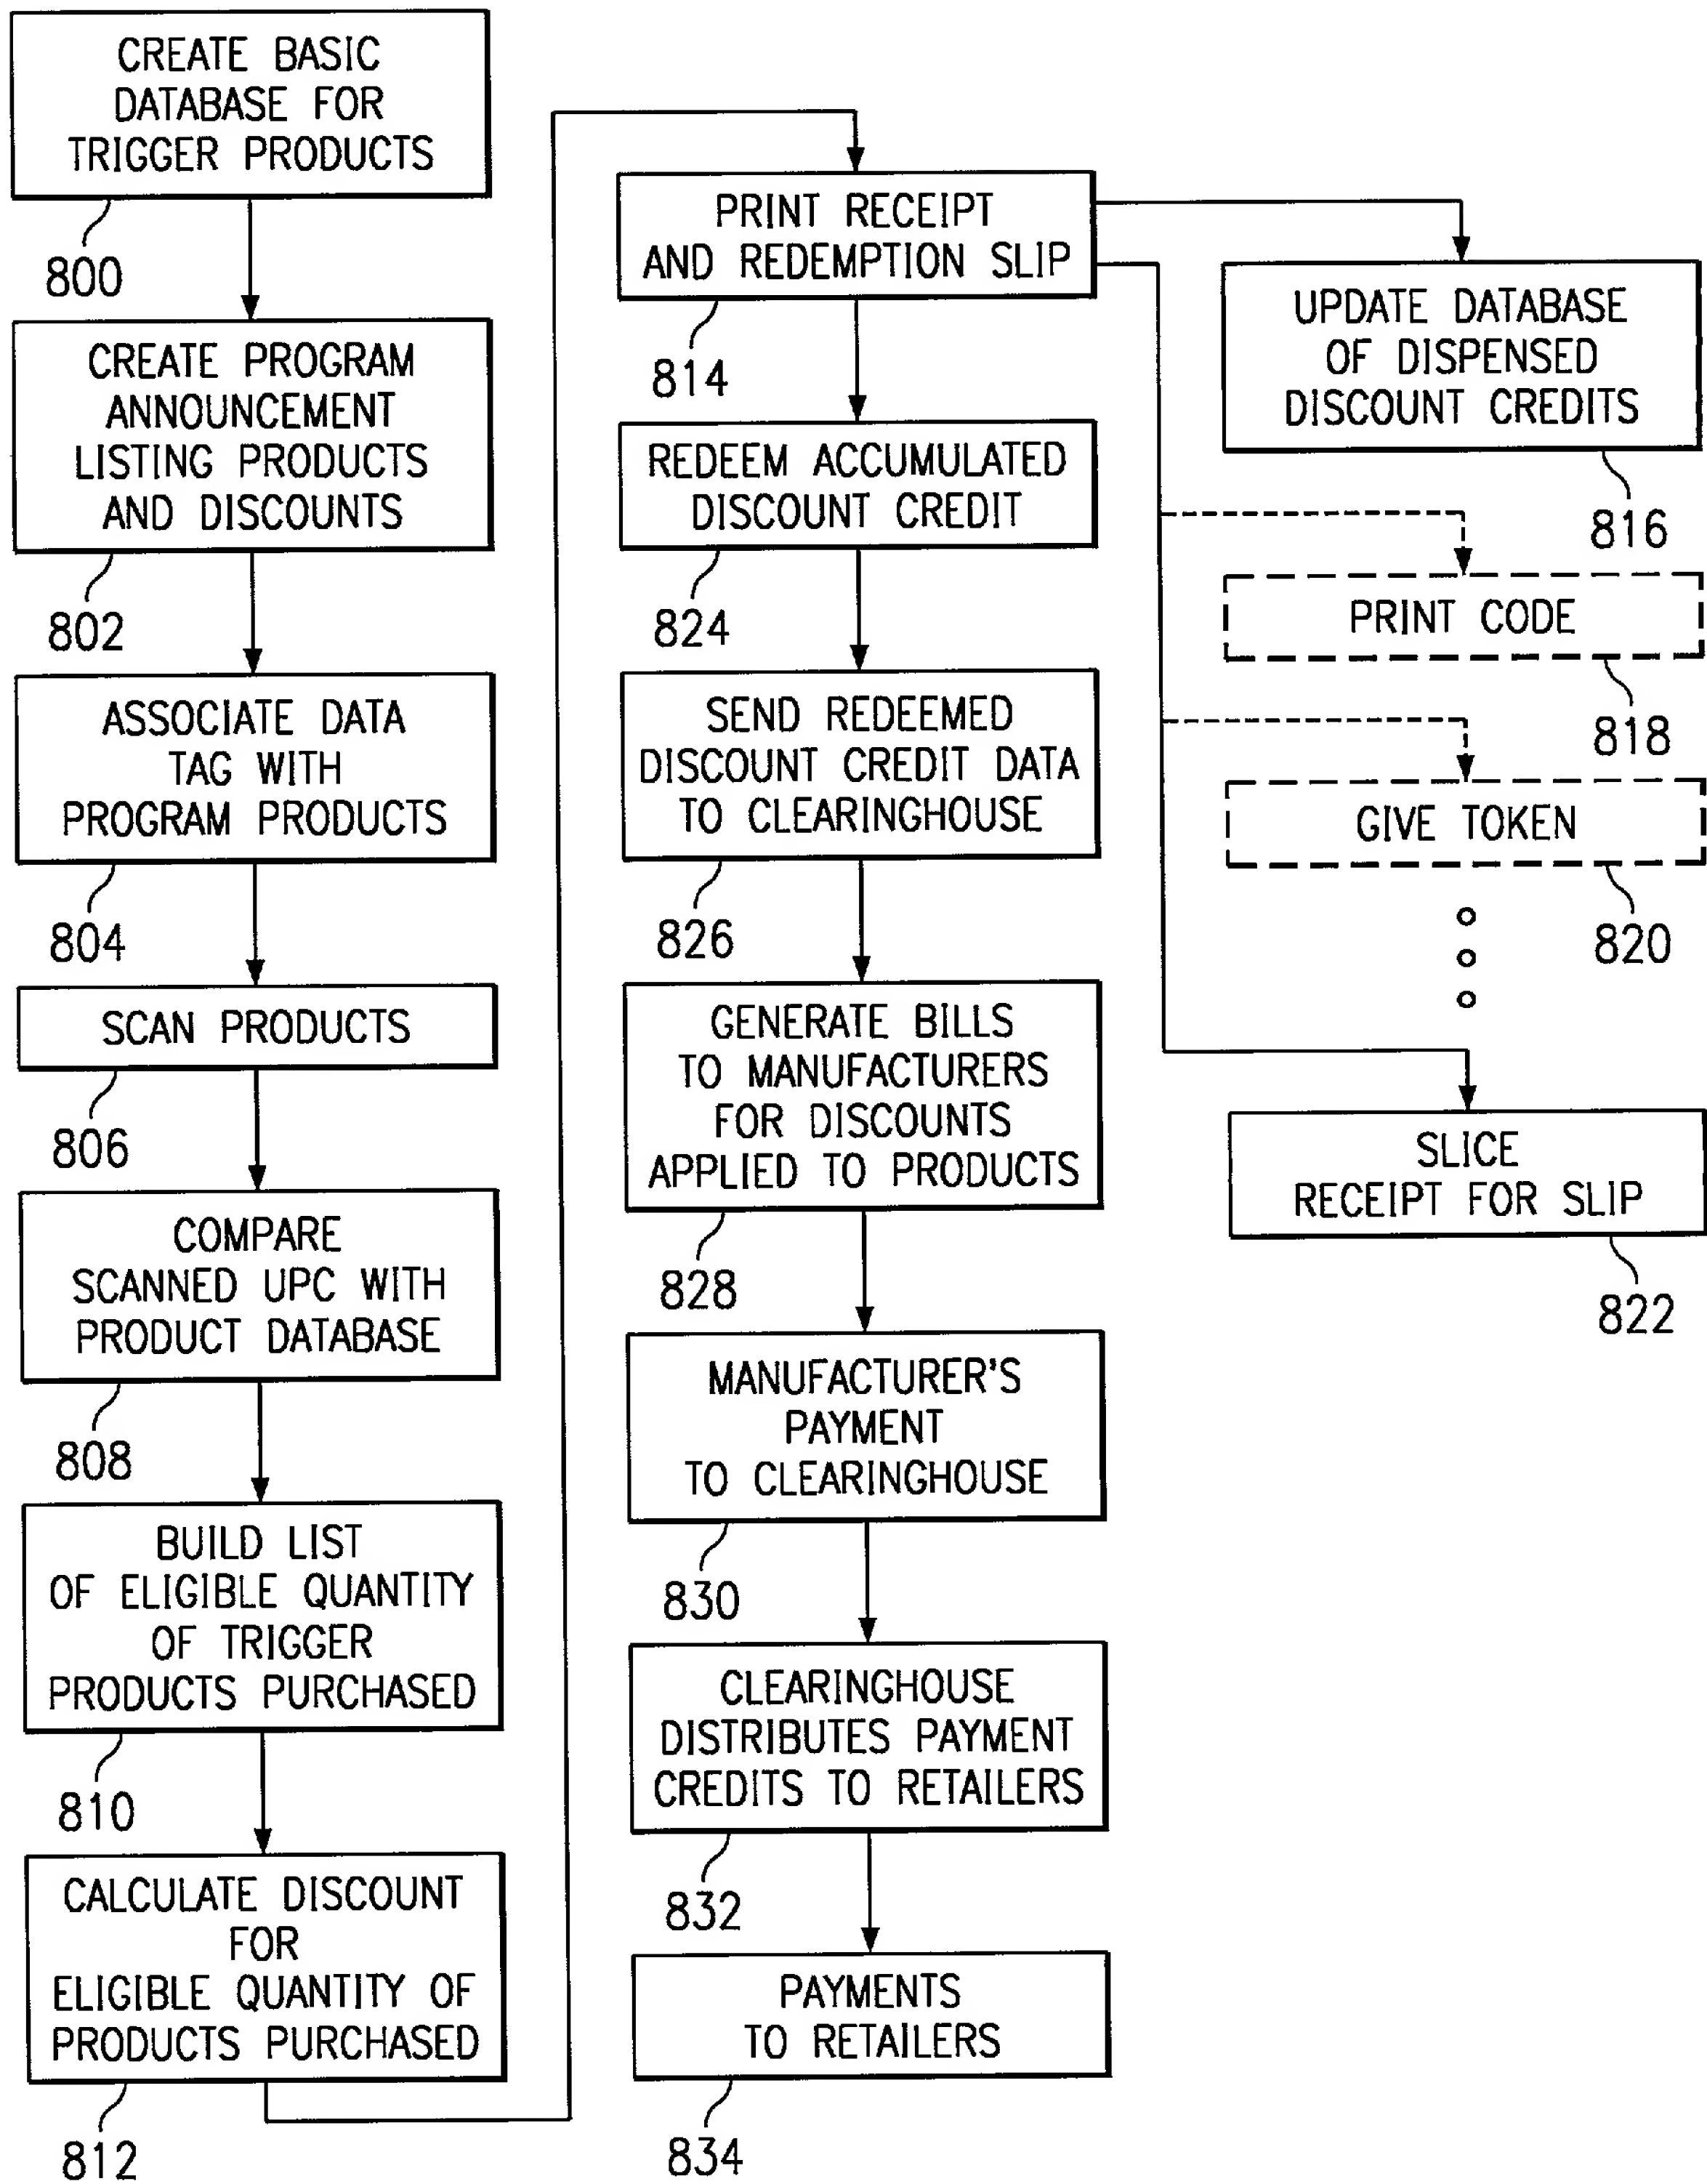 CREATE BASIC
DATABASE FOR
TRIGGER PRODUCTS
800
CREATE PROGRAM
ANNOUNCEMENT
LISTING PRODUCTS
AND DISCOUNTS
802
ASSOCIATE DATA
TAG WITH
PROGRAM PRODUCTS
804
SCAN PRODUCTS
806
COMPARE
SCANNED UPC WITH
PRODUCT DATABASE
808
BUILD LIST
OF ELIGIBLE QUANTITY
OF TRIGGER
PRODUCTS PURCHASED
810
CALCULATE DISCOUNT
FOR
ELIGIBLE QUANTITY OF
PRODUCTS PURCHASED
812
PRINT RECEIPT
AND REDEMPTION SLIP
814
REDEEM ACCUMULATED
DISCOUNT CREDIT
824
SEND REDEEMED
DISCOUNT CREDIT DATA
TO CLEARINGHOUSE
826
GENERATE BILLS
TO MANUFACTURERS
FOR DISCOUNTS
APPLIED TO PRODUCTS
828
MANUFACTURER'S
PAYMENT
TO CLEARINGHOUSE
830
CLEARINGHOUSE
DISTRIBUTES PAYMENT
CREDITS TO RETAILERS
832
PAYMENTS
TO RETAILERS
834
UPDATE DATABASE
OF DISPENSED
DISCOUNT CREDITS
816
PRINT CODE
818
GIVE TOKEN
820
SLICE
RECEIPT FOR SLIP
822